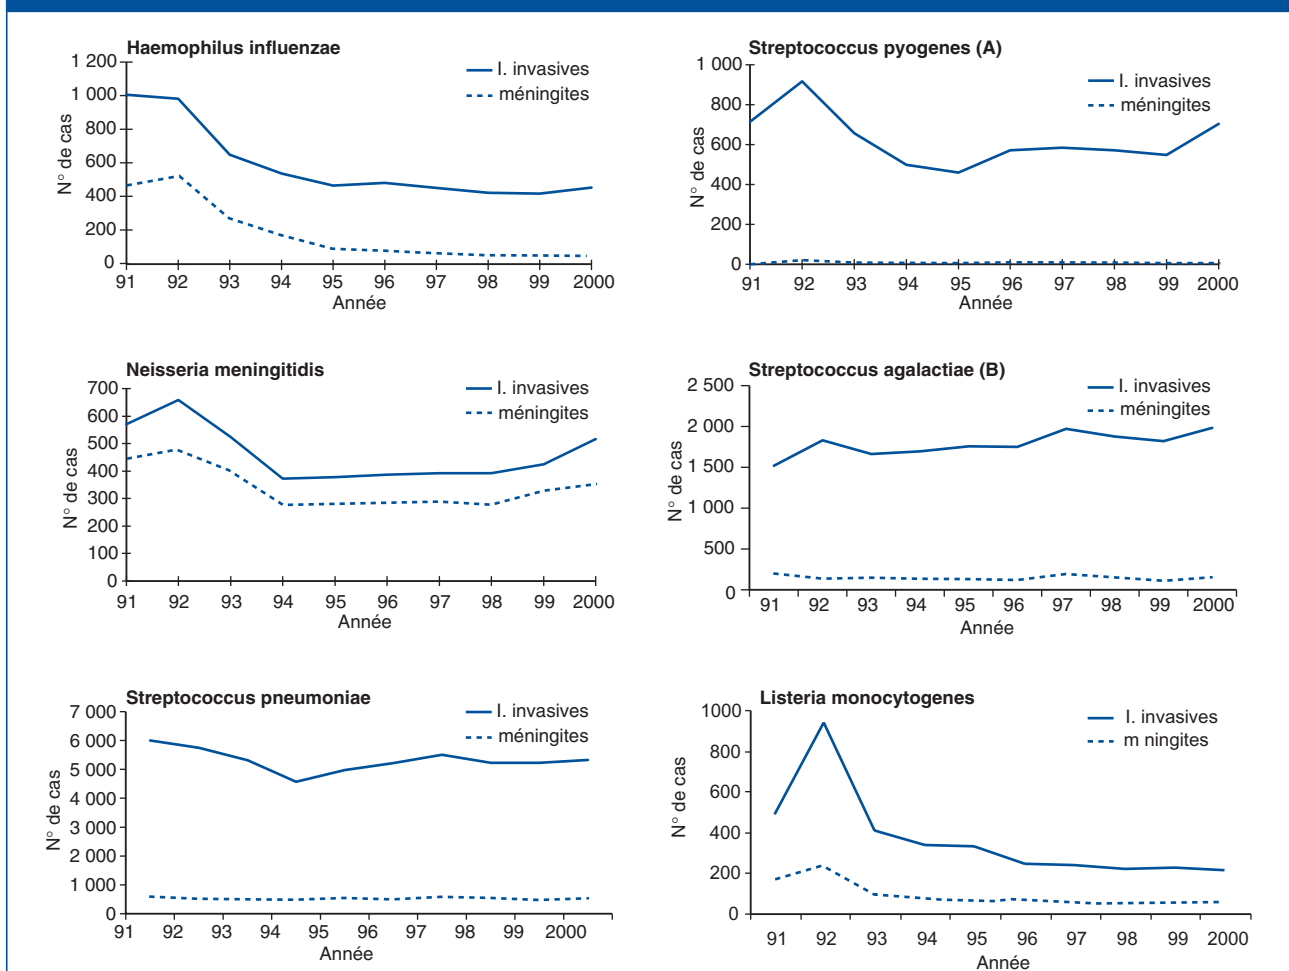 Haemophilus influenzae
1 200
1 000
800
600
400
200
0
N° de cas
I. invasives
méningites
91 92 93 94 95 96 97 98 99 2000
Année
Streptococcus pyogenes (A)
1 000
800
600
400
200
0
N° de cas
I. invasives
méningites
91 92 93 94 95 96 97 98 99 2000
Année
Neisseria meningitidis
700
600
500
400
300
200
100
0
N° de cas
I. invasives
méningites
91 92 93 94 95 96 97 98 99 2000
Année
Streptococcus agalactiae (B)
2 500
2 000
1 500
1 000
500
0
N° de cas
I. invasives
méningites
91 92 93 94 95 96 97 98 99 2000
Année
Streptococcus pneumoniae
7 000
6 000
5 000
4 000
3 000
2 000
1 000
0
N° de cas
I. invasives
méningites
91 92 93 94 95 95 96 97 98 2000
Année
Listeria monocytogenes
1000
800
600
400
200
0
N° de cas
I. invasives
m ningites
91 92 93 94 95 96 97 98 99 2000
Année